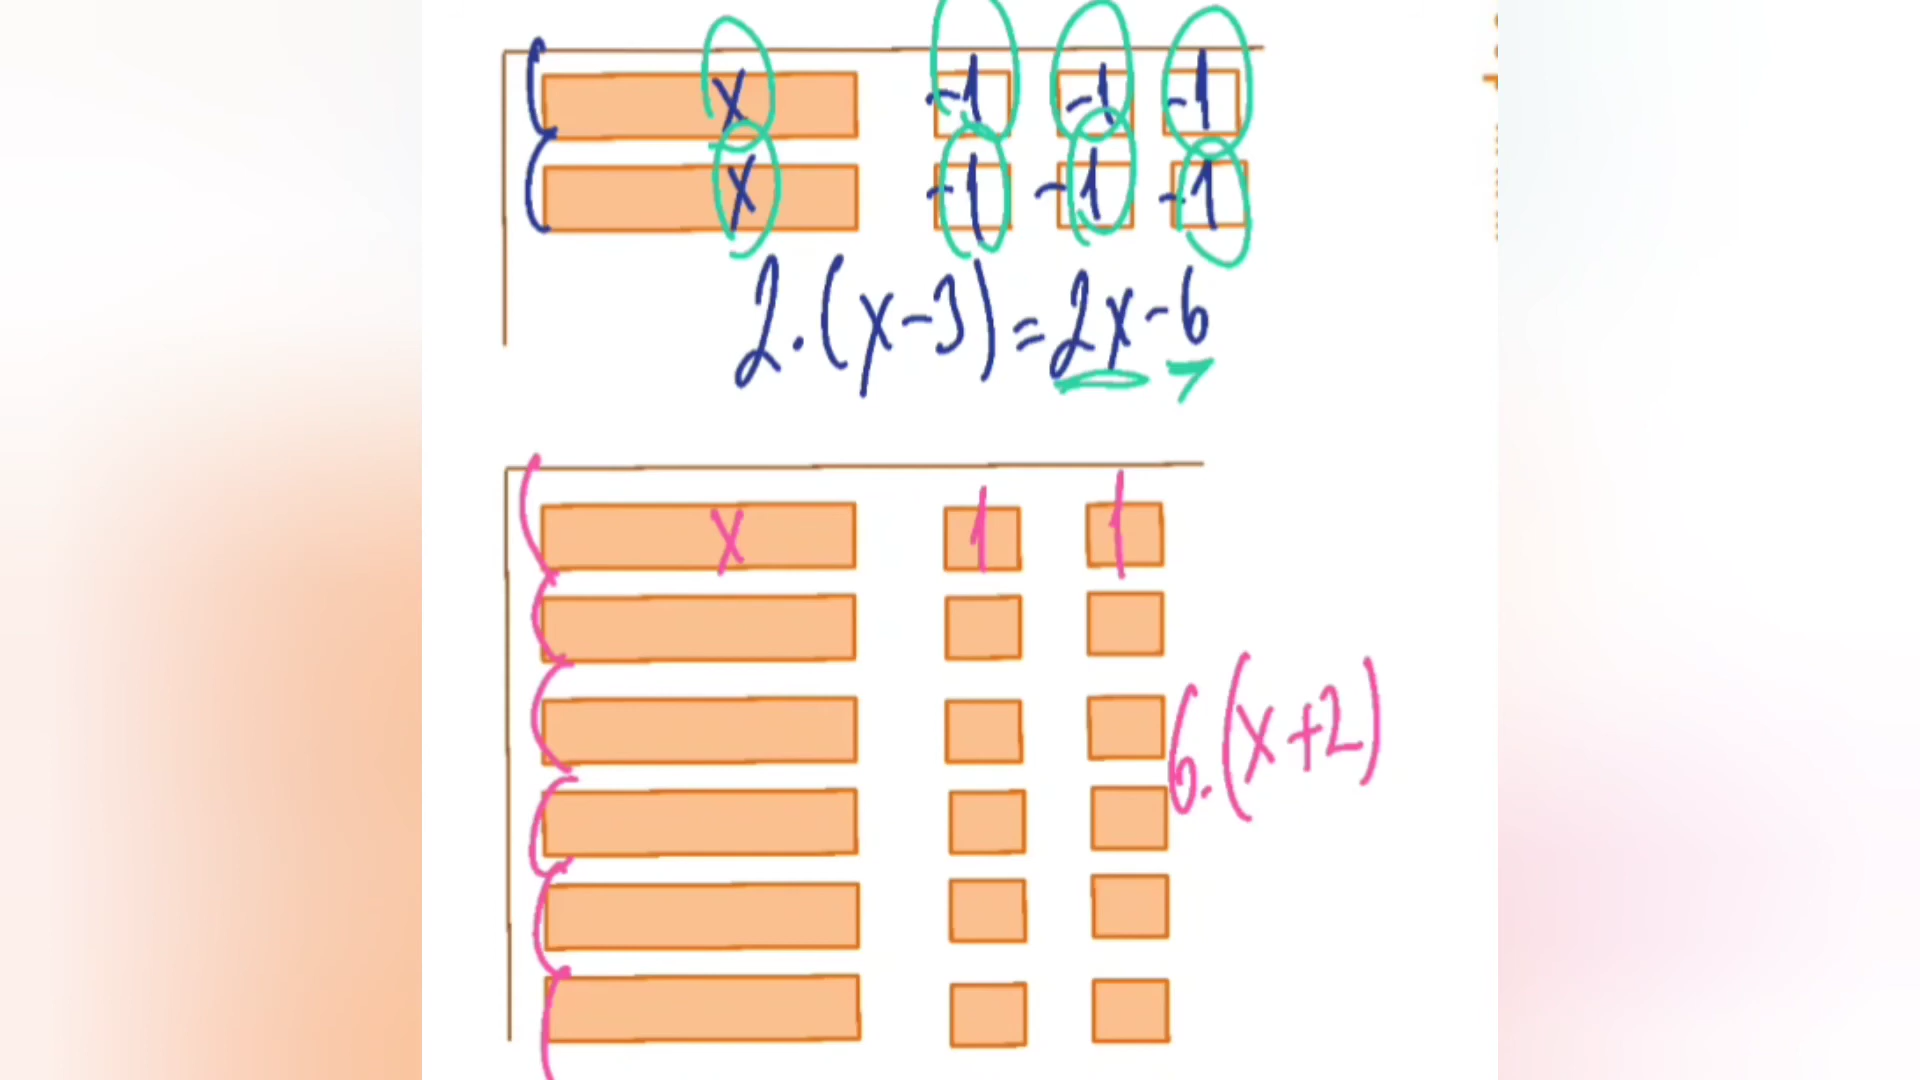 x -1 -1 -1
x -1 -1 -1
2.(x-3)=2x-6
x 1 1
6.(x+2)